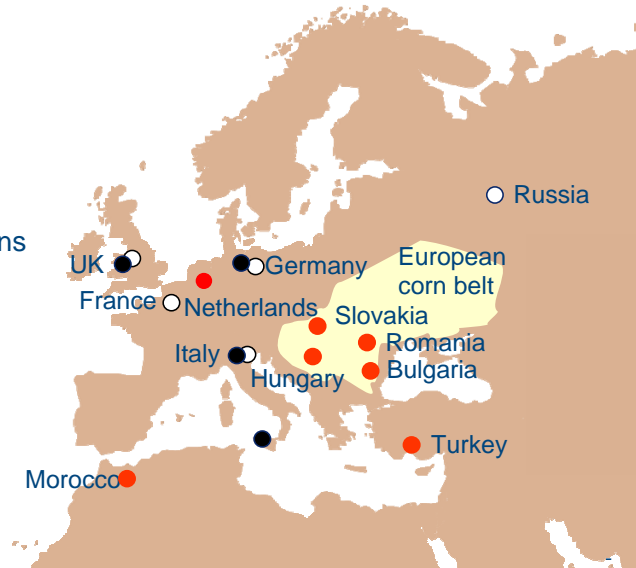 Russia
ns
UK
Germany
European
corn belt
France
Netherlands
Slovakia
Romania
Italy
Hungary
Bulgaria
Turkey
Morocco